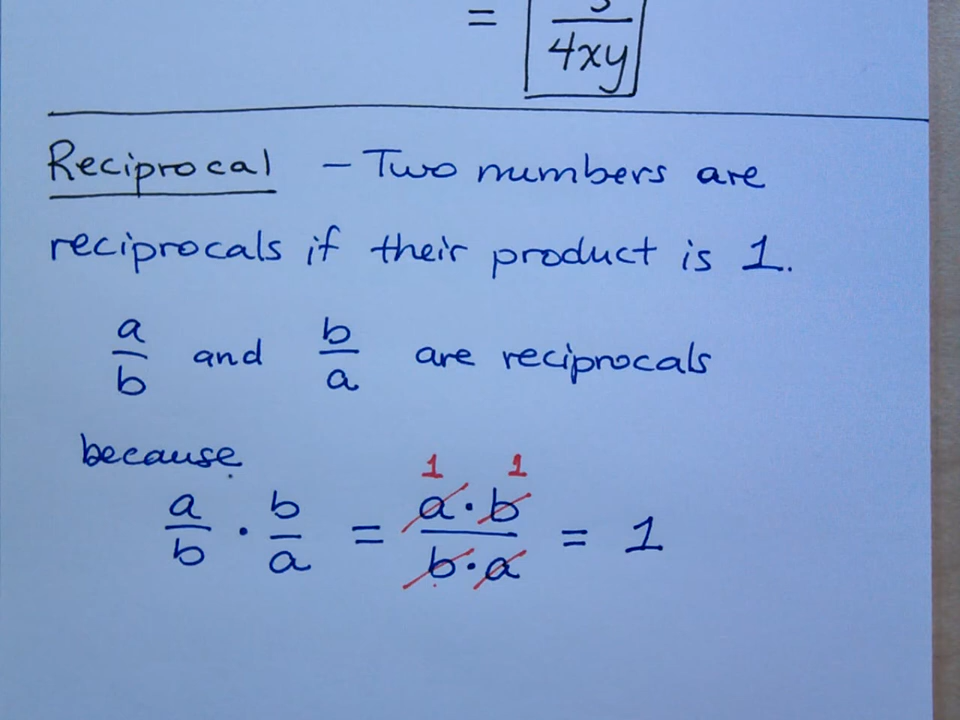 = 
4xy
Reciprocal - Two numbers are
reciprocals if their product is 1.
a/b and b/a are reciprocals
because
1 1
a/b · b/a = a·b/b·a = 1